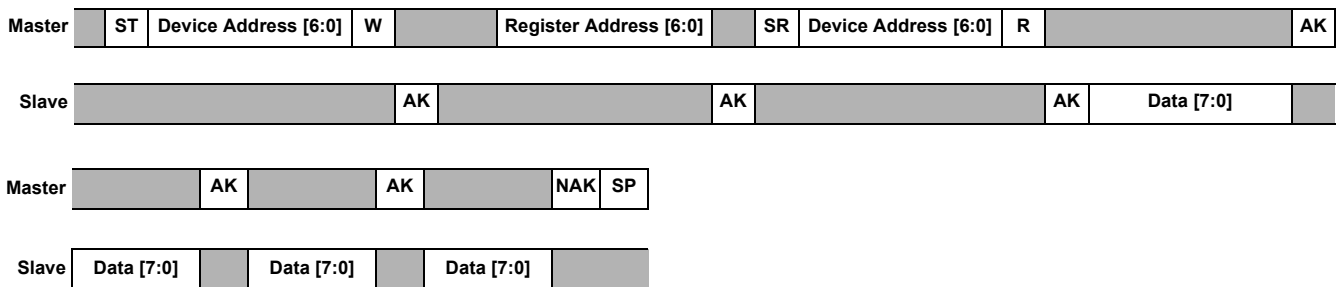 Master ST Device Address [6:0] W Register Address [6:0] SR Device Address [6:0] R AK
Slave AK AK AK Data [7:0]
Master AK AK NAK SP
Slave Data [7:0] Data [7:0] Data [7:0]